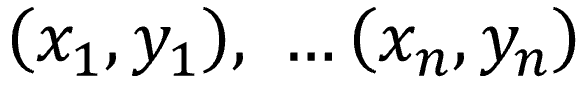 (x₁, y₁), …(xₙ, yₙ)